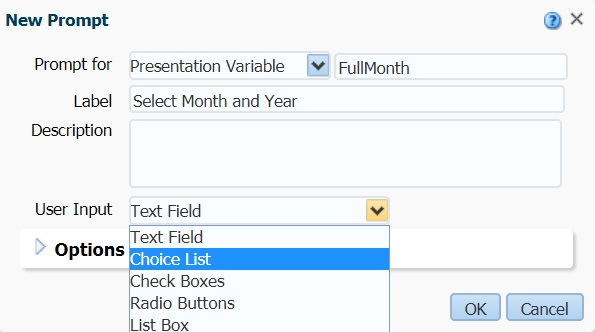 New Prompt
Prompt for Presentation Variable FullMonth
Label Select Month and Year
Description
User Input Text Field
Text Field
Options Choice List
Check Boxes
Radio Buttons
List Box
OK Cancel